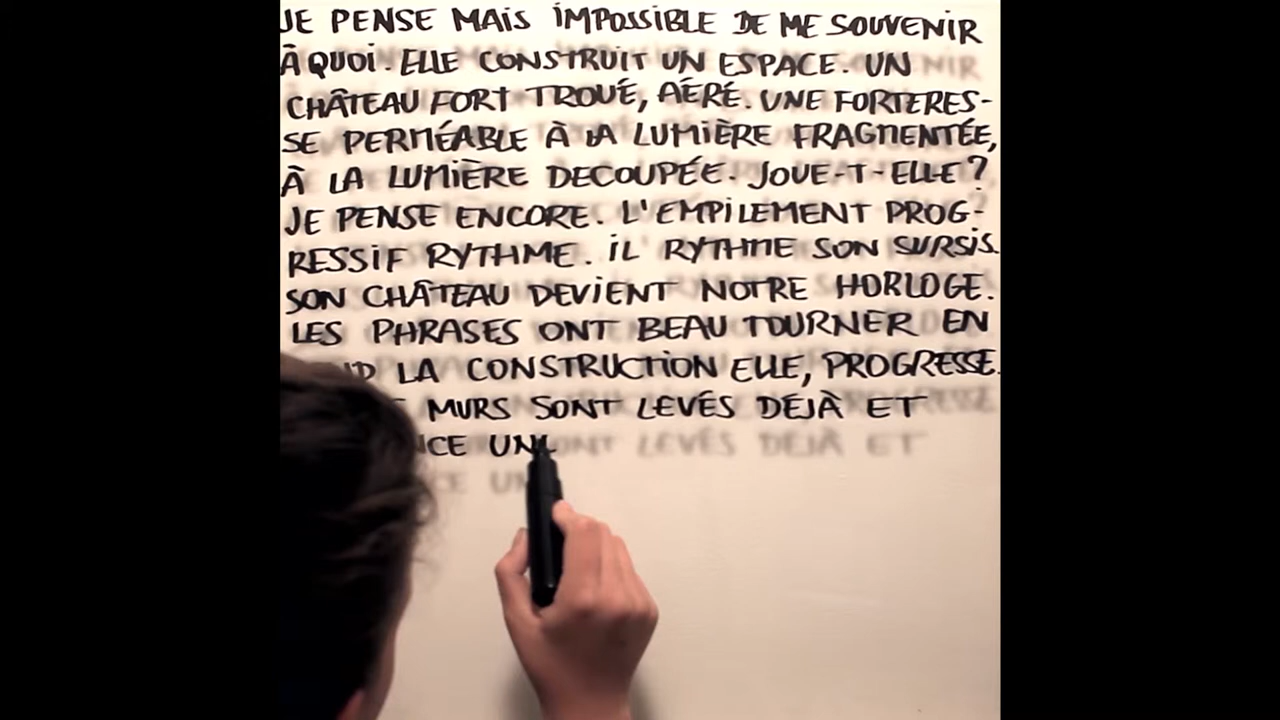 JE PENSE MAIS IMPOSSIBLE DE ME SOUVENIR
À QUOI. ELLE CONSTRUIT UN ESPACE. UN
CHÂTEAU FORT TROUÉ, AÉRÉ. UNE FORTERES-
SE PERMÉABLE À LA LUMIÈRE FRAGMENTÉE,
À LA LUMIÈRE DECOUPÉE. JOUE-T-ELLE?
JE PENSE ENCORE. L'EMPILEMENT PROG-
RESSIF RYTHME. IL RYTHME SON SURSIS.
SON CHÂTEAU DEVIENT NOTRE HORLOGE.
LES PHRASES ONT BEAU TOURNER EN
LA CONSTRUCTION ELLE, PROGRESSE.
MURS SONT LEVÉS DÉJÀ ET